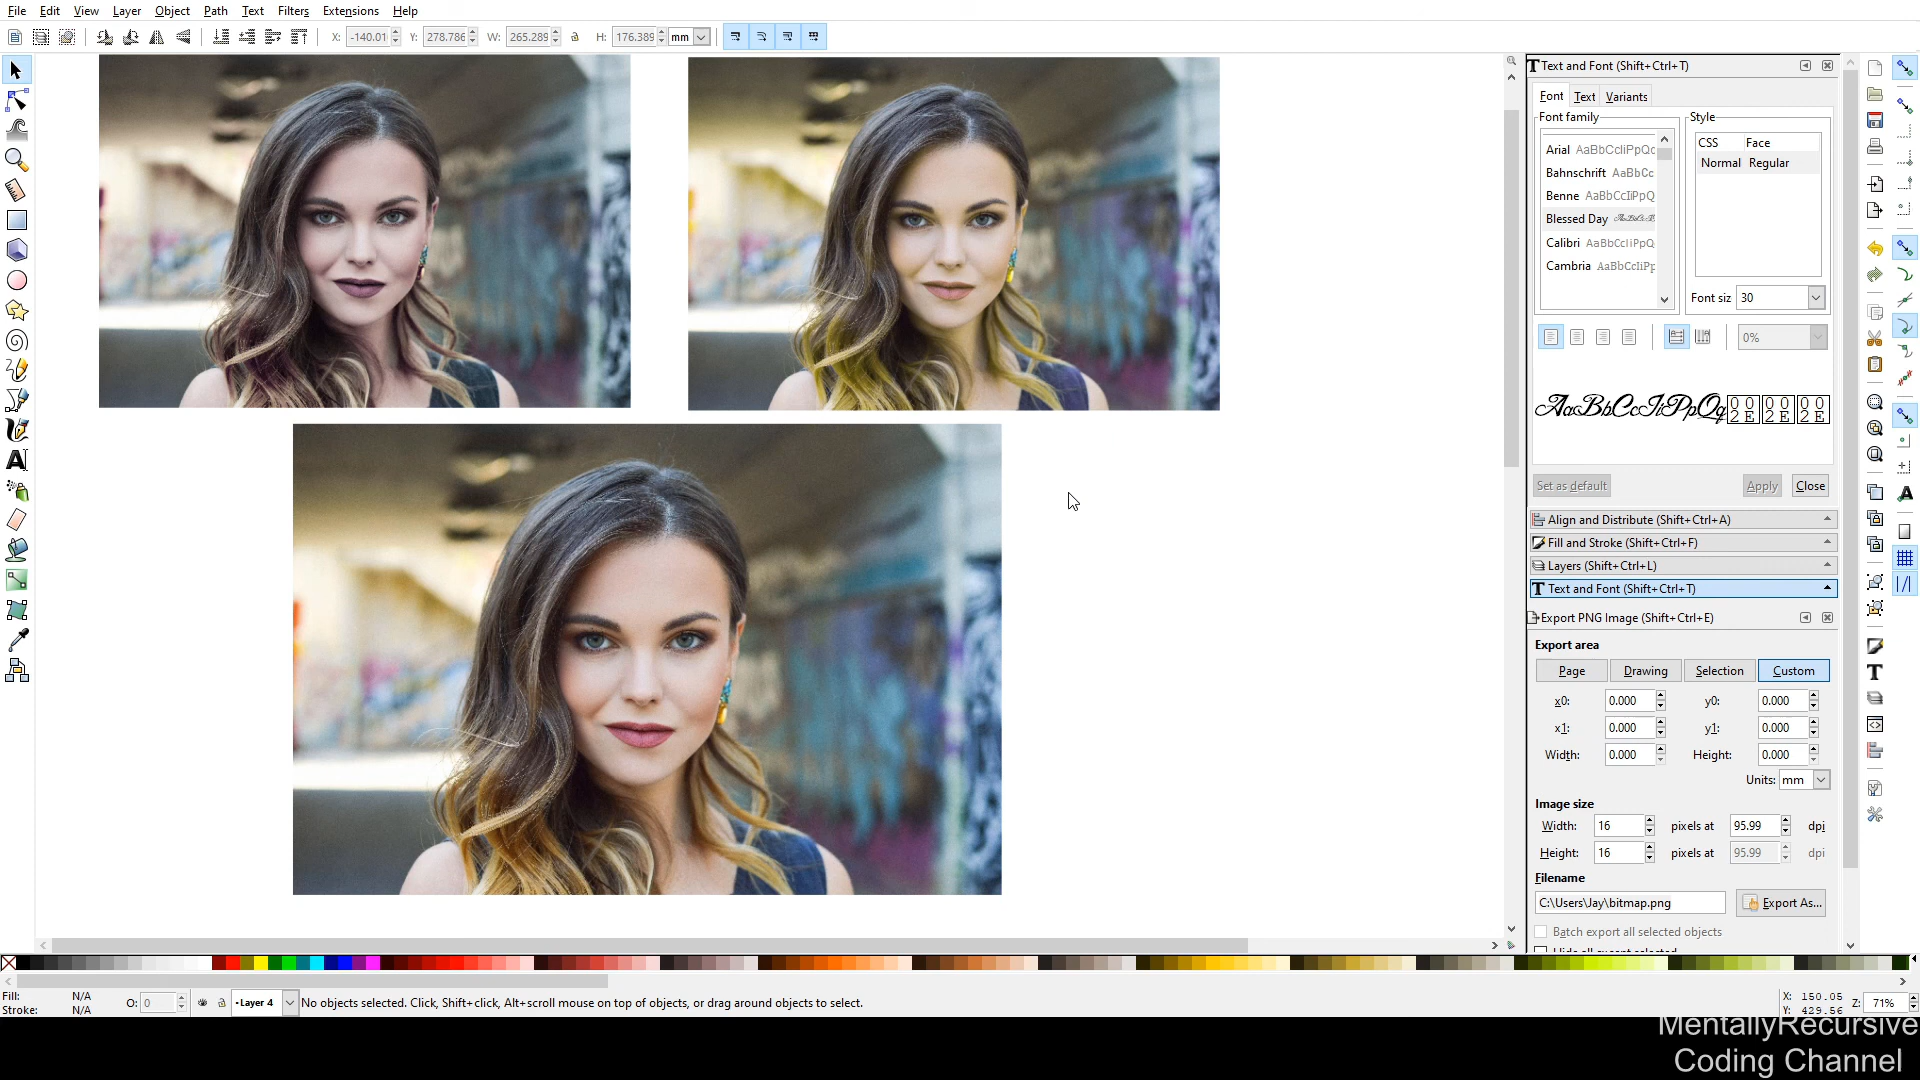 File Edit View Layer Object Path Text Filters Extensions Help
X: -140.01 Y: 278.786 W: 265.289 H: 176.389 mm
Text and Font (Shift+Ctrl+T)
Font Text Variants
Font family Style
Arial AaBbCcIiPpQq
Bahnschrift AaBbCc
Benne AaBbCcIiPpQ
Blessed Day
Calibri AaBbCcIiPpQ
Cambria AaBbCcIiPp
CSS Face
Normal Regular
Font siz 30
0%
AaBbCcIiPpQq
Set as default Apply Close
Align and Distribute (Shift+Ctrl+A)
Fill and Stroke (Shift+Ctrl+F)
Layers (Shift+Ctrl+L)
Text and Font (Shift+Ctrl+T)
Export PNG Image (Shift+Ctrl+E)
Export area
Page Drawing Selection Custom
x0: 0.000 y0: 0.000
x1: 0.000 y1: 0.000
Width: 0.000 Height: 0.000
Units: mm
Image size
Width: 16 pixels at 95.99 dpi
Height: 16 pixels at 95.99 dpi
Filename
C:\Users\Jay\bitmap.png Export As...
Batch export all selected objects
Fill: N/A
Stroke: N/A
O: 0
-Layer 4
No objects selected. Click, Shift+click, Alt+scroll mouse on top of objects, or drag around objects to select.
X: 150.05
Y: 429.56
Z: 71%
MentallyRecursive
Coding Channel